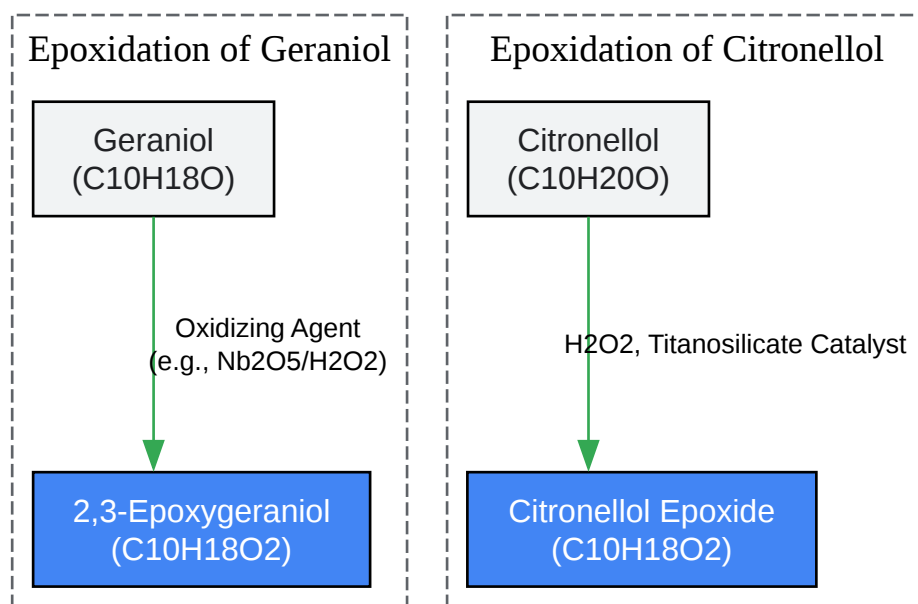 Epoxidation of Geraniol
Geraniol
(C10H18O)
Oxidizing Agent
(e.g., Nb2O5/H2O2)
2,3-Epoxygeraniol
(C10H18O2)
Epoxidation of Citronellol
Citronellol
(C10H20O)
H2O2, Titanosilicate Catalyst
Citronellol Epoxide
(C10H18O2)